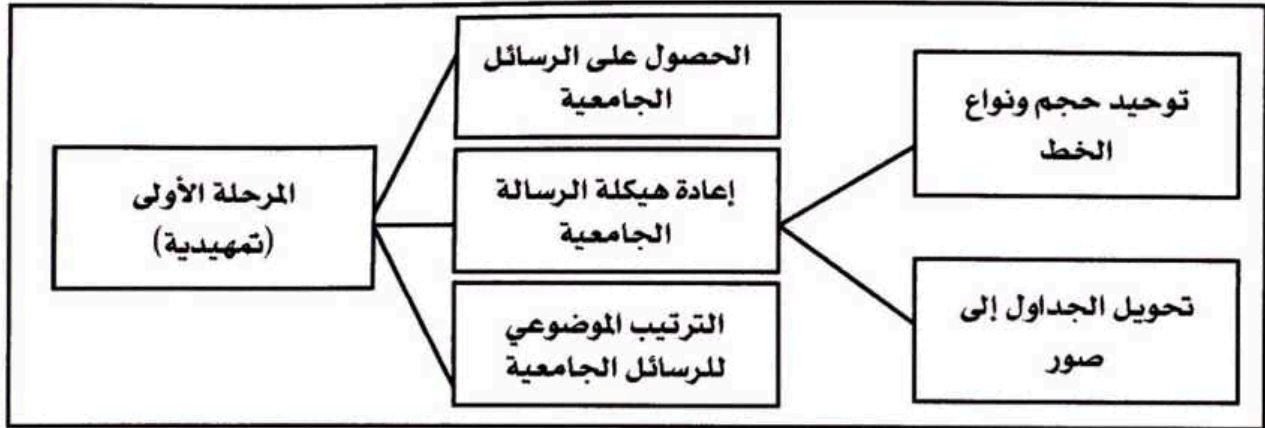 المرحلة الأولى
(تمهيدية)
الحصول على الرسائل
الجامعية
إعادة هيكلة الرسالة
الجامعية
الترتيب الموضوعي
للرسائل الجامعية
توحيد حجم ونواع
الخط
تحويل الجداول إلى
صور